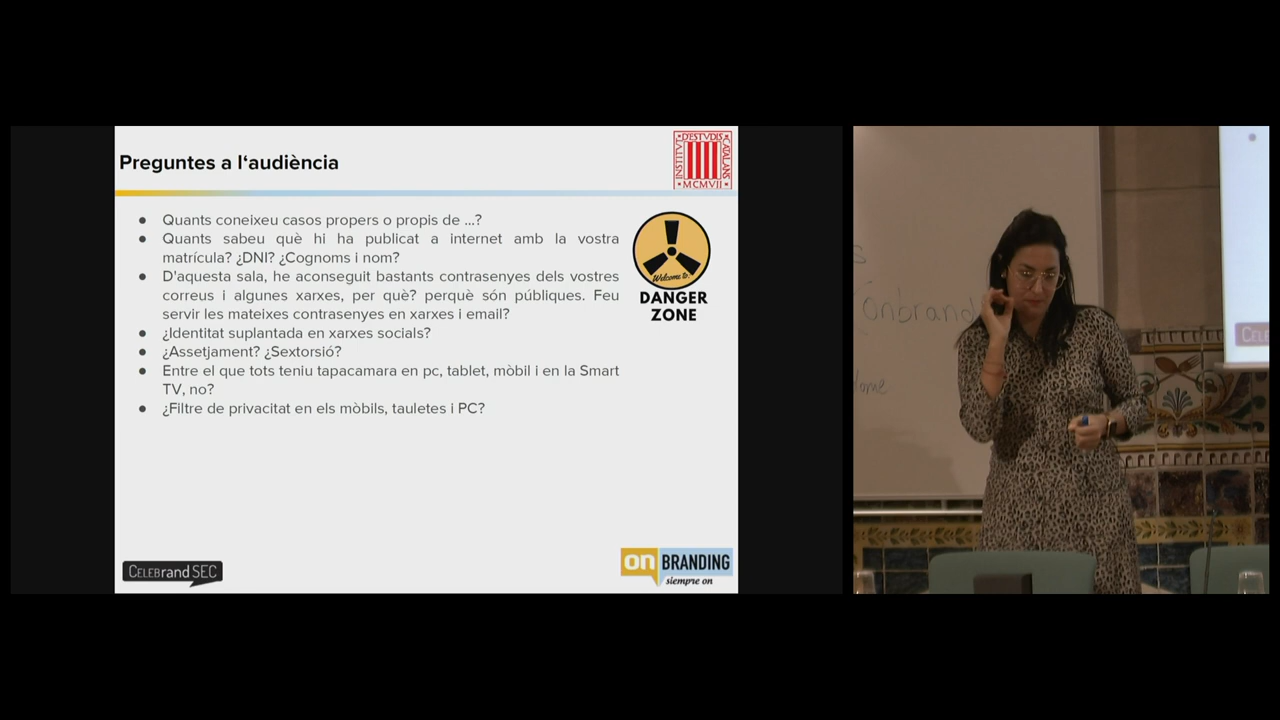 Preguntes a l‘audiència
INSTITVT D'ESTVDIS CATALANS
MCMVII
● Quants coneixeu casos propers o propis de ...?
● Quants sabeu què hi ha publicat a internet amb la vostra
matrícula? ¿DNI? ¿Cognoms i nom?
● D'aquesta sala, he aconseguit bastants contrasenyes dels vostres
correus i algunes xarxes, per què? perquè són públiques. Feu
servir les mateixes contrasenyes en xarxes i email?
● ¿Identitat suplantada en xarxes socials?
● ¿Assetjament? ¿Sextorsió?
● Entre el que tots teniu tapacamara en pc, tablet, mòbil i en la Smart
TV, no?
● ¿Filtre de privacitat en els mòbils, tauletes i PC?
Welcome to:
DANGER
ZONE
CELEBrand SEC
on BRANDING
siempre on
onbrand
Cel